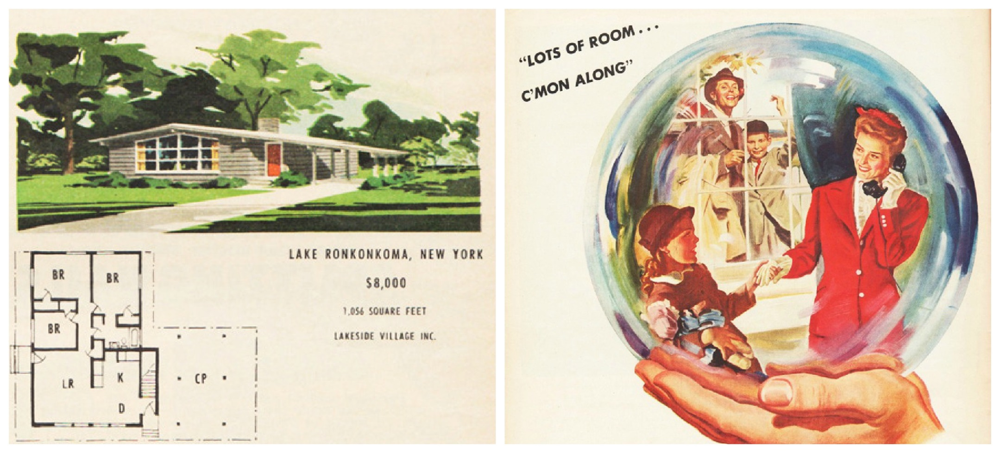 LAKE RONKONKOMA, NEW YORK
$8,000
1,056 SQUARE FEET
LAKESIDE VILLAGE INC.
BR
BR
BR
LR
K
D
CP
“LOTS OF ROOM...
C’MON ALONG”